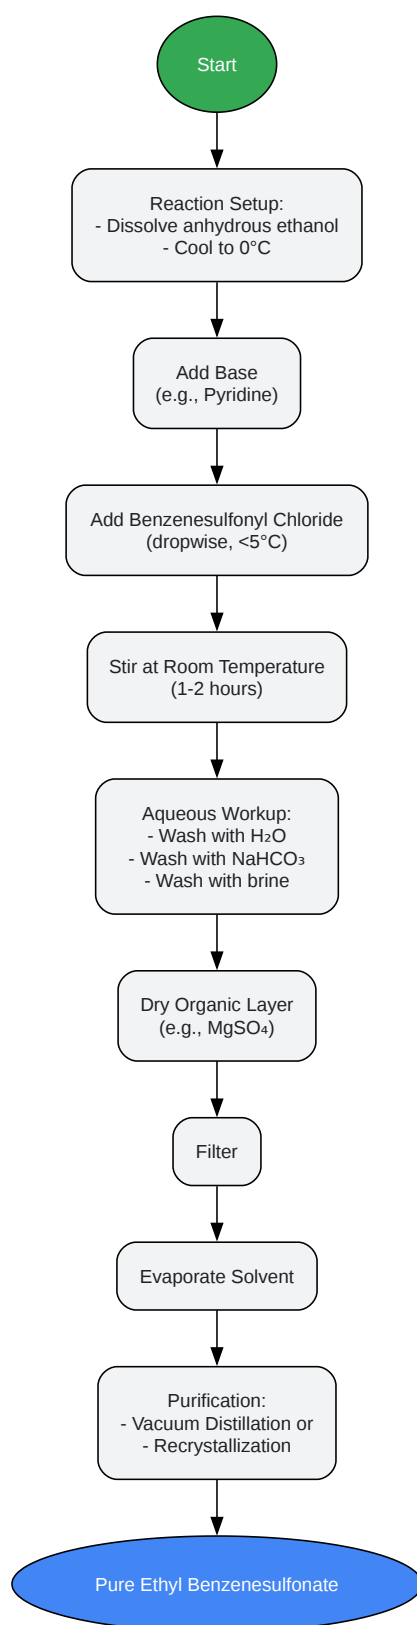 Start
Reaction Setup:
- Dissolve anhydrous ethanol
- Cool to 0°C
Add Base
(e.g., Pyridine)
Add Benzenesulfonyl Chloride
(dropwise, <5°C)
Stir at Room Temperature
(1-2 hours)
Aqueous Workup:
- Wash with H₂O
- Wash with NaHCO₃
- Wash with brine
Dry Organic Layer
(e.g., MgSO₄)
Filter
Evaporate Solvent
Purification:
- Vacuum Distillation or
- Recrystallization
Pure Ethyl Benzenesulfonate